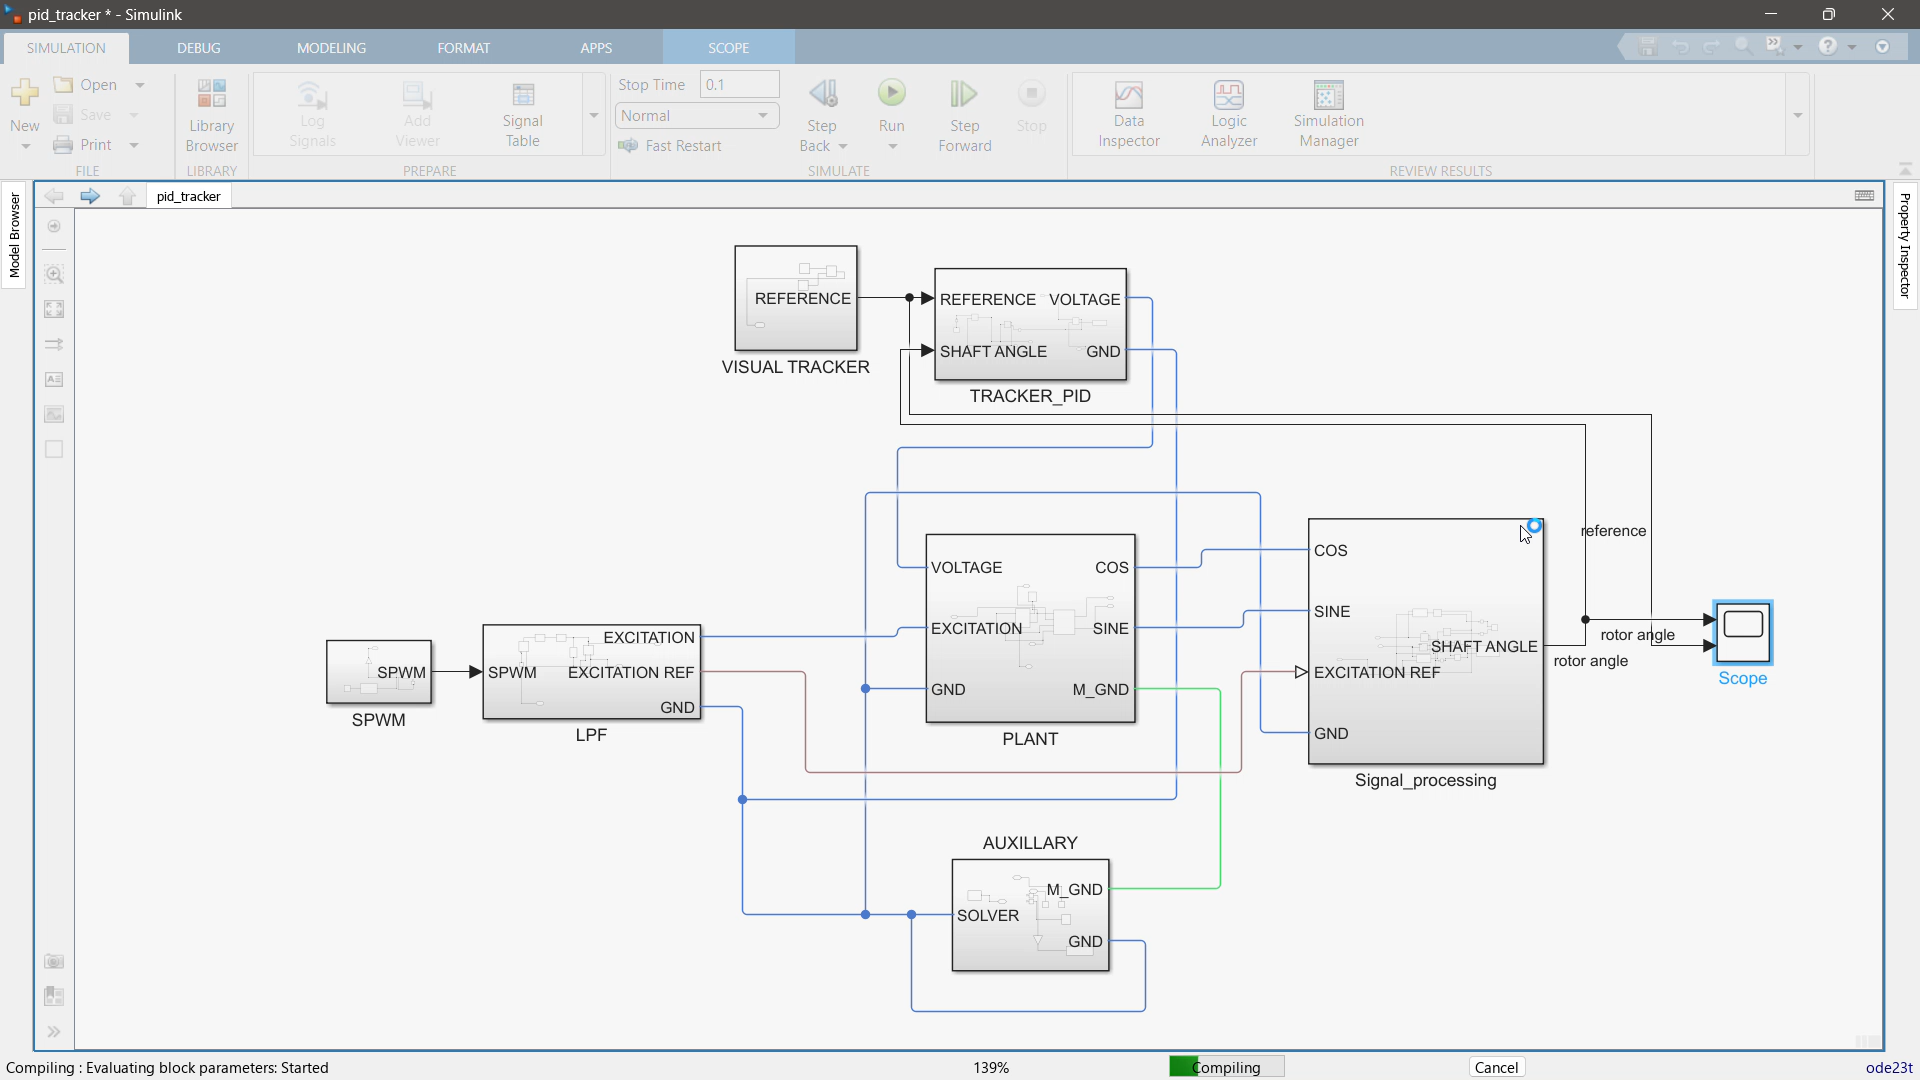 pid_tracker * - Simulink
SIMULATION
DEBUG
MODELING
FORMAT
APPS
SCOPE
New
Open
Save
Print
FILE
Library
Browser
LIBRARY
Log
Signals
Add
Viewer
Signal
Table
PREPARE
Stop Time 0.1
Normal
Fast Restart
Step
Back
Run
Step
Forward
Stop
SIMULATE
Data
Inspector
Logic
Analyzer
Simulation
Manager
REVIEW RESULTS
Model Browser
pid_tracker
Property Inspector
REFERENCE
VISUAL TRACKER
REFERENCE VOLTAGE
SHAFT ANGLE GND
TRACKER_PID
SPWM
SPWM
EXCITATION
SPWM EXCITATION REF
GND
LPF
VOLTAGE COS
EXCITATION SINE
GND M_GND
PLANT
COS
SINE
SHAFT ANGLE
EXCITATION REF
GND
Signal_processing
reference
rotor angle
rotor angle
Scope
AUXILLARY
M_GND
SOLVER
GND
Compiling : Evaluating block parameters: Started
139%
Compiling
Cancel
ode23t